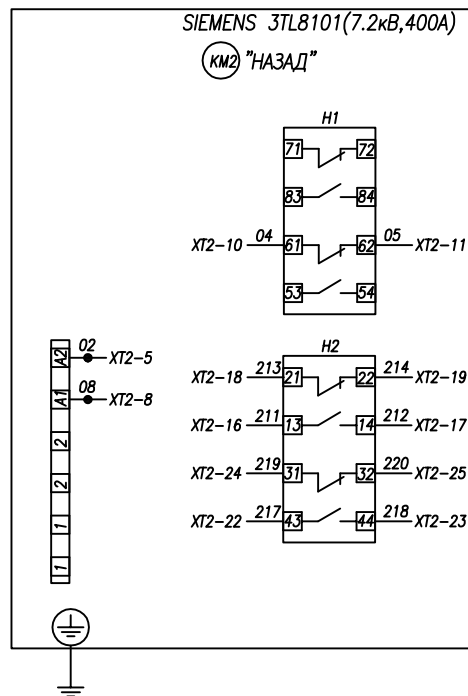 SIEMENS 3TL8101(7.2кВ,400А)
КМ2 "НАЗАД"
Н1
71 72
83 84
ХТ2-10 04 61 62 05 ХТ2-11
53 54
Н2
А2 02 ХТ2-5
ХТ2-18 213 21 22 214 ХТ2-19
А1 08 ХТ2-8
ХТ2-16 211 13 14 212 ХТ2-17
2
ХТ2-24 219 31 32 220 ХТ2-25
2
ХТ2-22 217 43 44 218 ХТ2-23
1
1